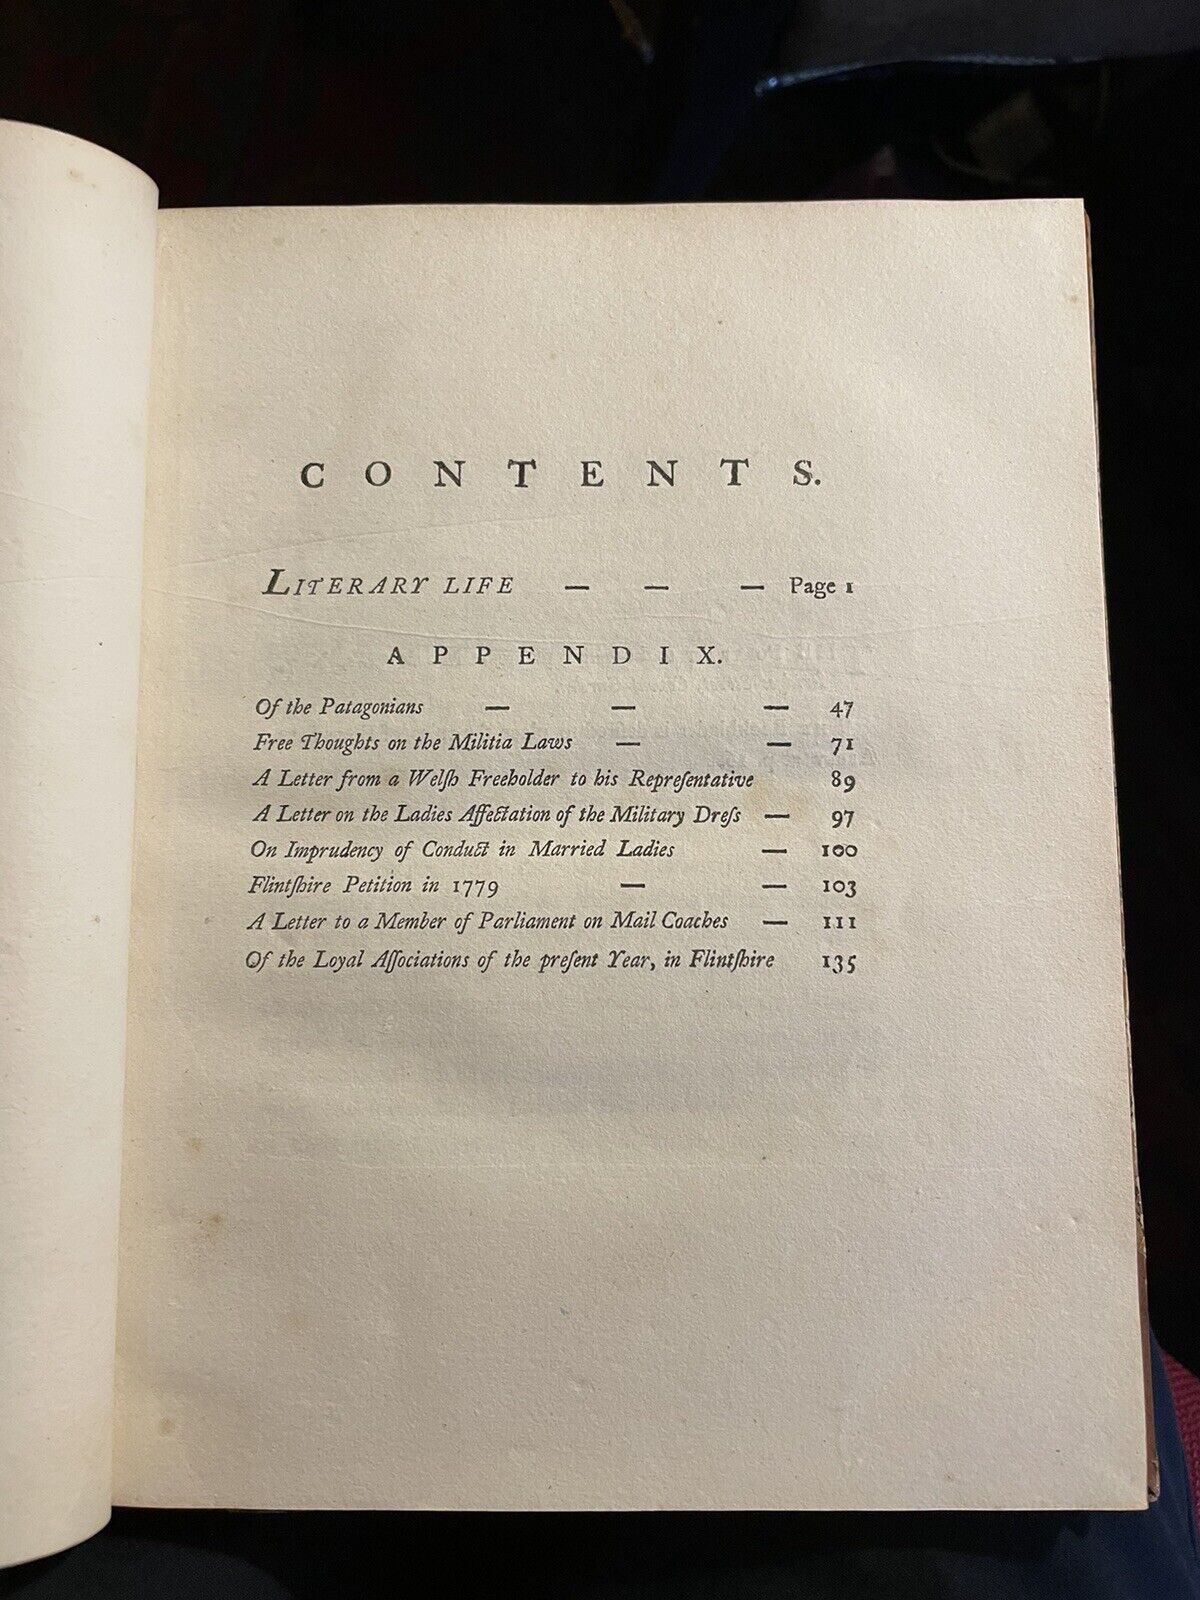 CONTENTS.
LITERARY LIFE — — — Page 1
APPENDIX.
Of the Patagonians — — — 47
Free Thoughts on the Militia Laws — — 71
A Letter from a Welſh Freeholder to his Repreſentative 89
A Letter on the Ladies Affectation of the Military Dreſs — 97
On Imprudency of Conduct in Married Ladies — 100
Flintſhire Petition in 1779 — — 103
A Letter to a Member of Parliament on Mail Coaches — 111
Of the Loyal Aſſociations of the preſent Year, in Flintſhire 135